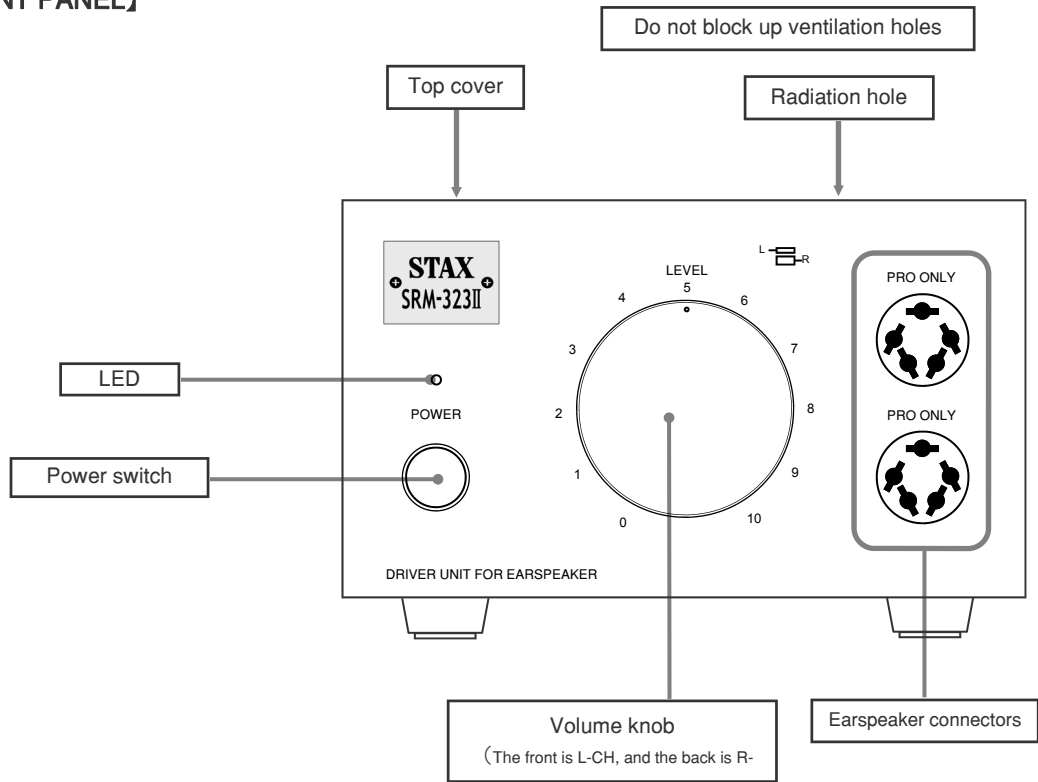 NT PANEL】
Do not block up ventilation holes
Top cover
Radiation hole
STAX
SRM-323Ⅱ
L
R
LEVEL
0
1
2
3
4
5
6
7
8
9
10
PRO ONLY
PRO ONLY
LED
POWER
Power switch
DRIVER UNIT FOR EARSPEAKER
Volume knob
（The front is L-CH, and the back is R-
Earspeaker connectors